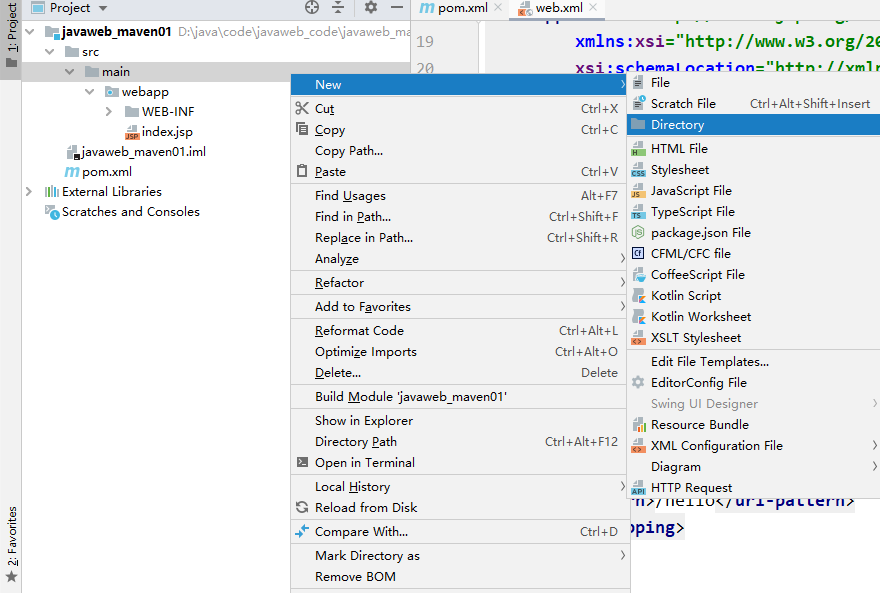 1: Project
Project
javaweb_maven01 D:\java\code\javaweb_code\javaweb_ma
src
main
webapp
WEB-INF
index.jsp
javaweb_maven01.iml
pom.xml
External Libraries
Scratches and Consoles
2: Favorites
pom.xml
web.xml
19
xmlns:xsi="http://www.w3.org/20
20
xsi:schemaLocation="http://xml
New
Cut Ctrl+X
Copy Ctrl+C
Copy Path...
Paste Ctrl+V
Find Usages Alt+F7
Find in Path... Ctrl+Shift+F
Replace in Path... Ctrl+Shift+R
Analyze
Refactor
Add to Favorites
Reformat Code Ctrl+Alt+L
Optimize Imports Ctrl+Alt+O
Delete... Delete
Build Module 'javaweb_maven01'
Show in Explorer
Directory Path Ctrl+Alt+F12
Open in Terminal
Local History
Reload from Disk
Compare With... Ctrl+D
Mark Directory as
Remove BOM
File
Scratch File Ctrl+Alt+Shift+Insert
Directory
HTML File
Stylesheet
JavaScript File
TypeScript File
package.json File
CFML/CFC file
CoffeeScript File
Kotlin Script
Kotlin Worksheet
XSLT Stylesheet
Edit File Templates...
EditorConfig File
Swing UI Designer
Resource Bundle
XML Configuration File
Diagram
HTTP Request
n>/hello</url-pattern>
pping>